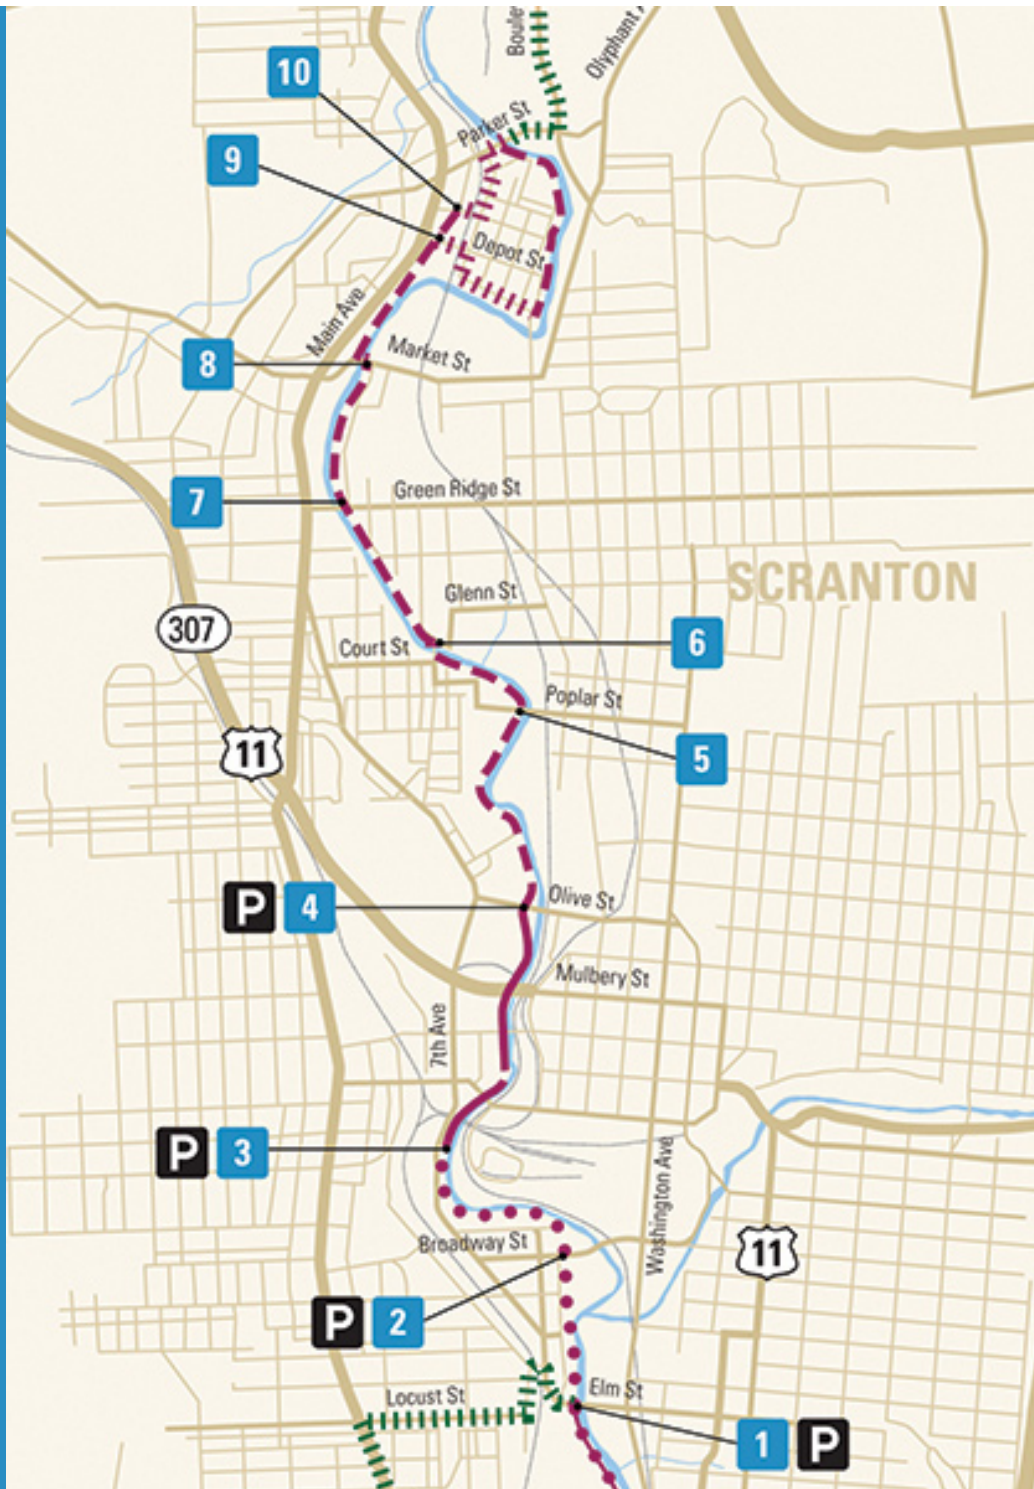 Boule
Olyphant A
10
Parker St
9
Depot St
Main Ave
8
Market St
7
Green Ridge St
SCRANTON
Glenn St
307
Court St
6
Poplar St
11
5
P
4
Olive St
Mulbery St
7th Ave
P
3
Washington Ave
Broadway St
11
P
2
Locust St
Elm St
1
P